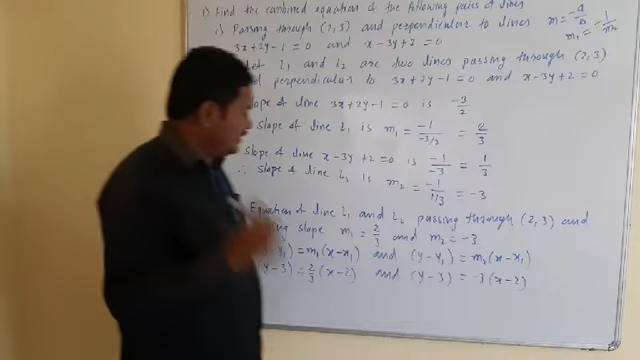 1) Find the combined equation of the following pairs of lines
m = -a/b
i) Passing through (2,3) and perpendicular to lines
m1 = -1/m2
3x+2y-1=0 and x-3y+2=0
L1 and L2 are two lines passing through (2,3)
perpendicular to 3x+2y-1=0 and x-3y+2=0
slope of line 3x+2y-1=0 is -3/2
slope of line L1 is m1 = -1/(-3/2) = 2/3
slope of line x-3y+2=0 is -1/-3 = 1/3
∴ slope of line L2 is m2 = -1/(1/3) = -3
Equation of line L1 and L2 passing through (2,3) and
slope m1 = 2/3 and m2 = -3
y1) = m1(x-x1) and (y-y1) = m2(x-x1)
(y-3) = 2/3 (x-2) and (y-3) = -3(x-2)